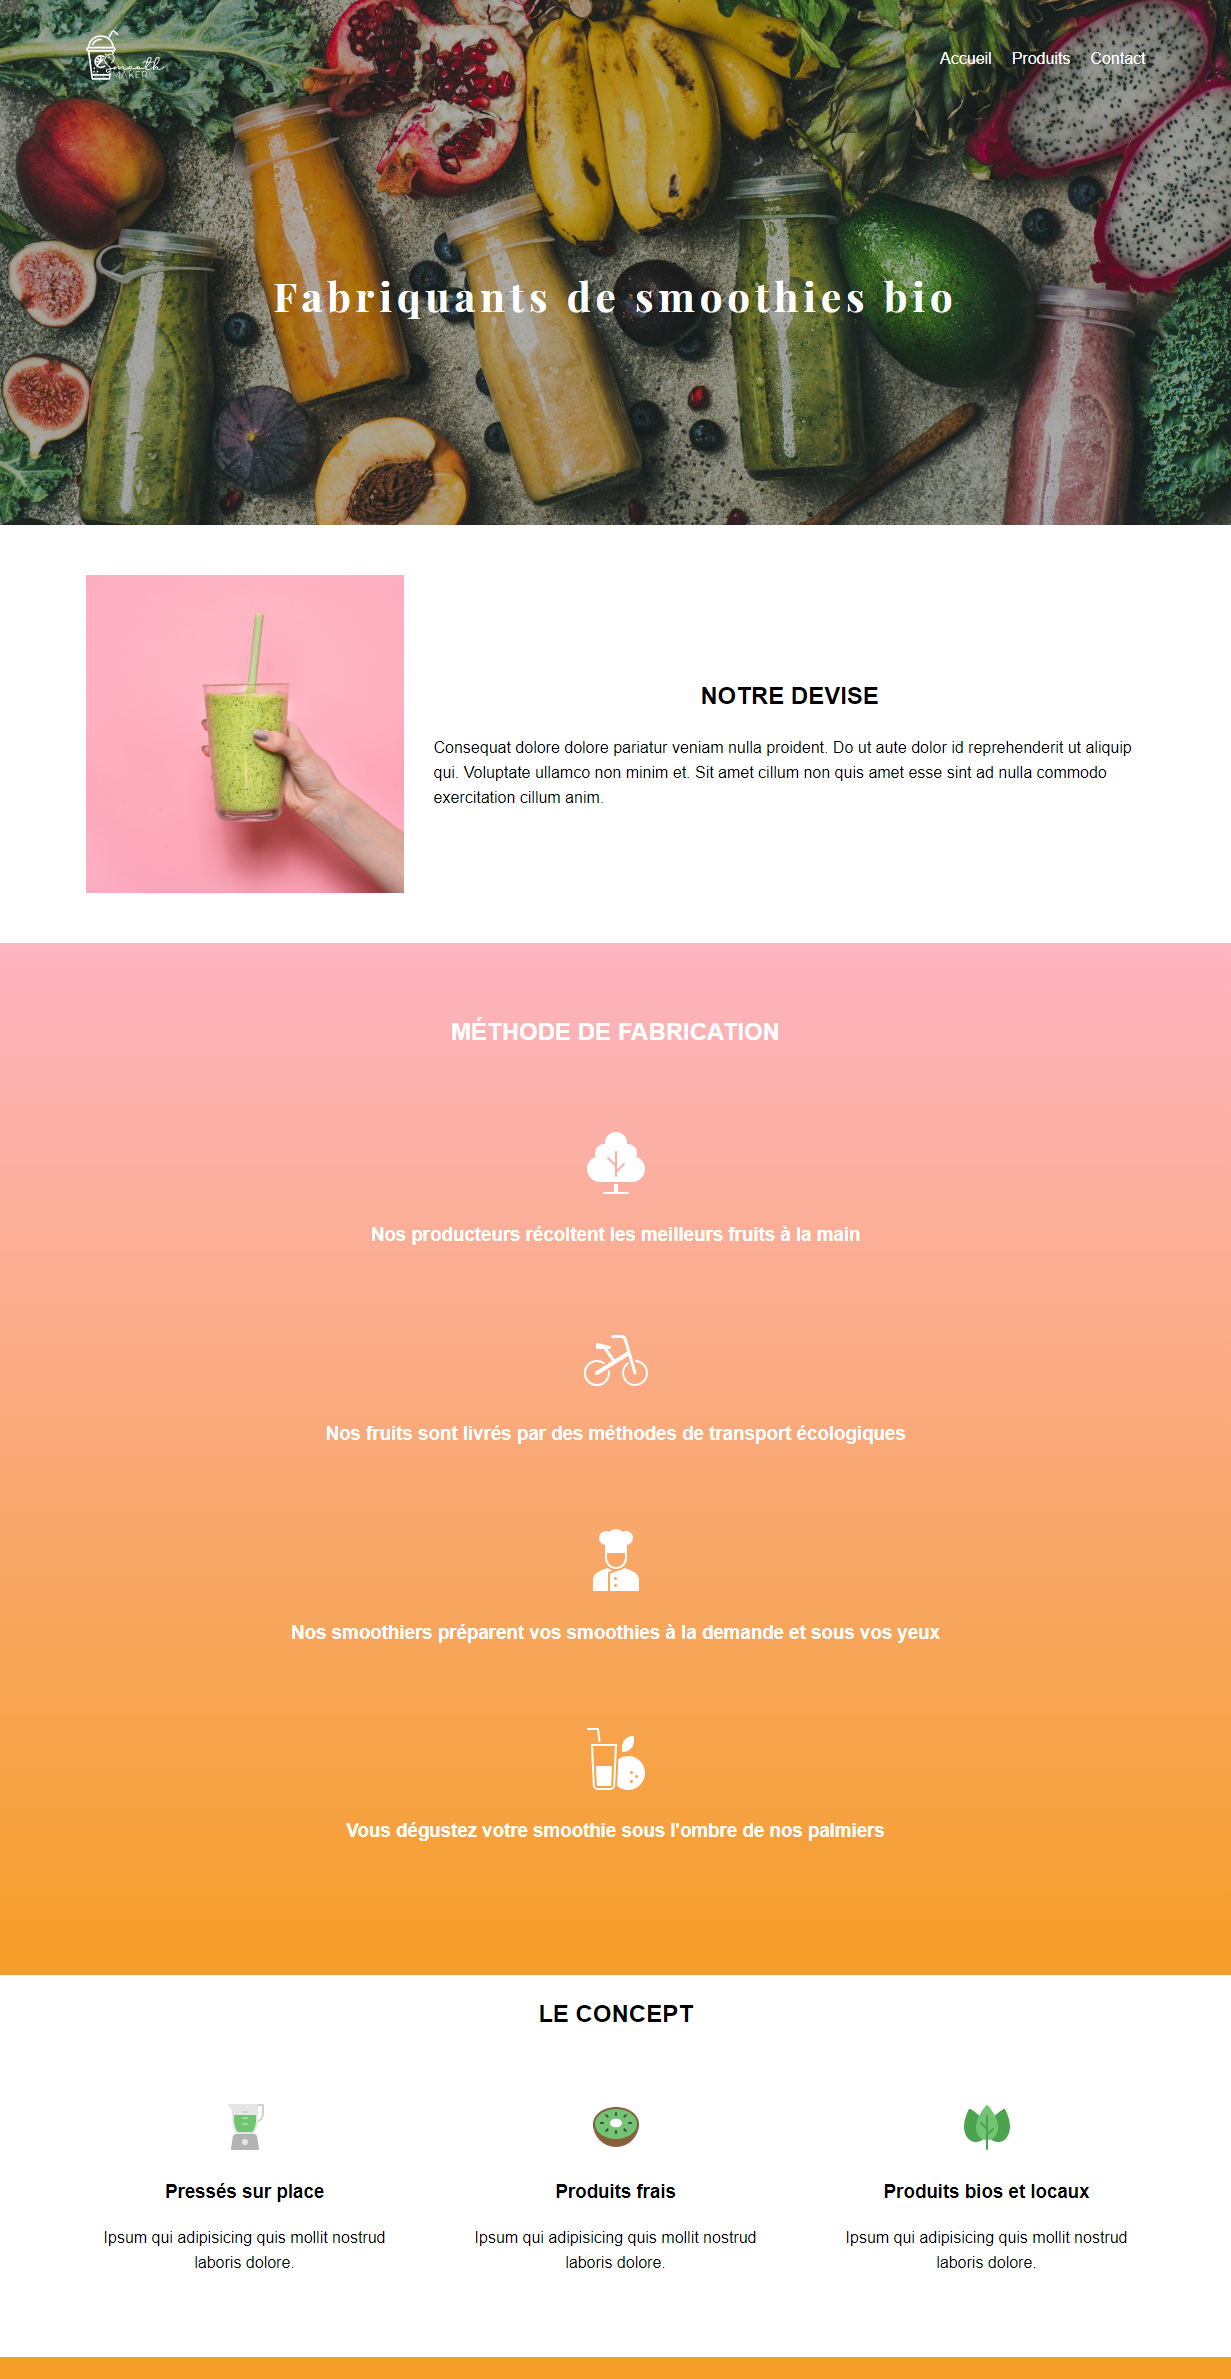 Smooth
MAKER
Accueil Produits Contact
Fabriquants de smoothies bio
NOTRE DEVISE
Consequat dolore dolore pariatur veniam nulla proident. Do ut aute dolor id reprehenderit ut aliquip
qui. Voluptate ullamco non minim et. Sit amet cillum non quis amet esse sint ad nulla commodo
exercitation cillum anim.
MÉTHODE DE FABRICATION
Nos producteurs récoltent les meilleurs fruits à la main
Nos fruits sont livrés par des méthodes de transport écologiques
Nos smoothiers préparent vos smoothies à la demande et sous vos yeux
Vous dégustez votre smoothie sous l'ombre de nos palmiers
LE CONCEPT
Pressés sur place
Ipsum qui adipisicing quis mollit nostrud
laboris dolore.
Produits frais
Ipsum qui adipisicing quis mollit nostrud
laboris dolore.
Produits bios et locaux
Ipsum qui adipisicing quis mollit nostrud
laboris dolore.